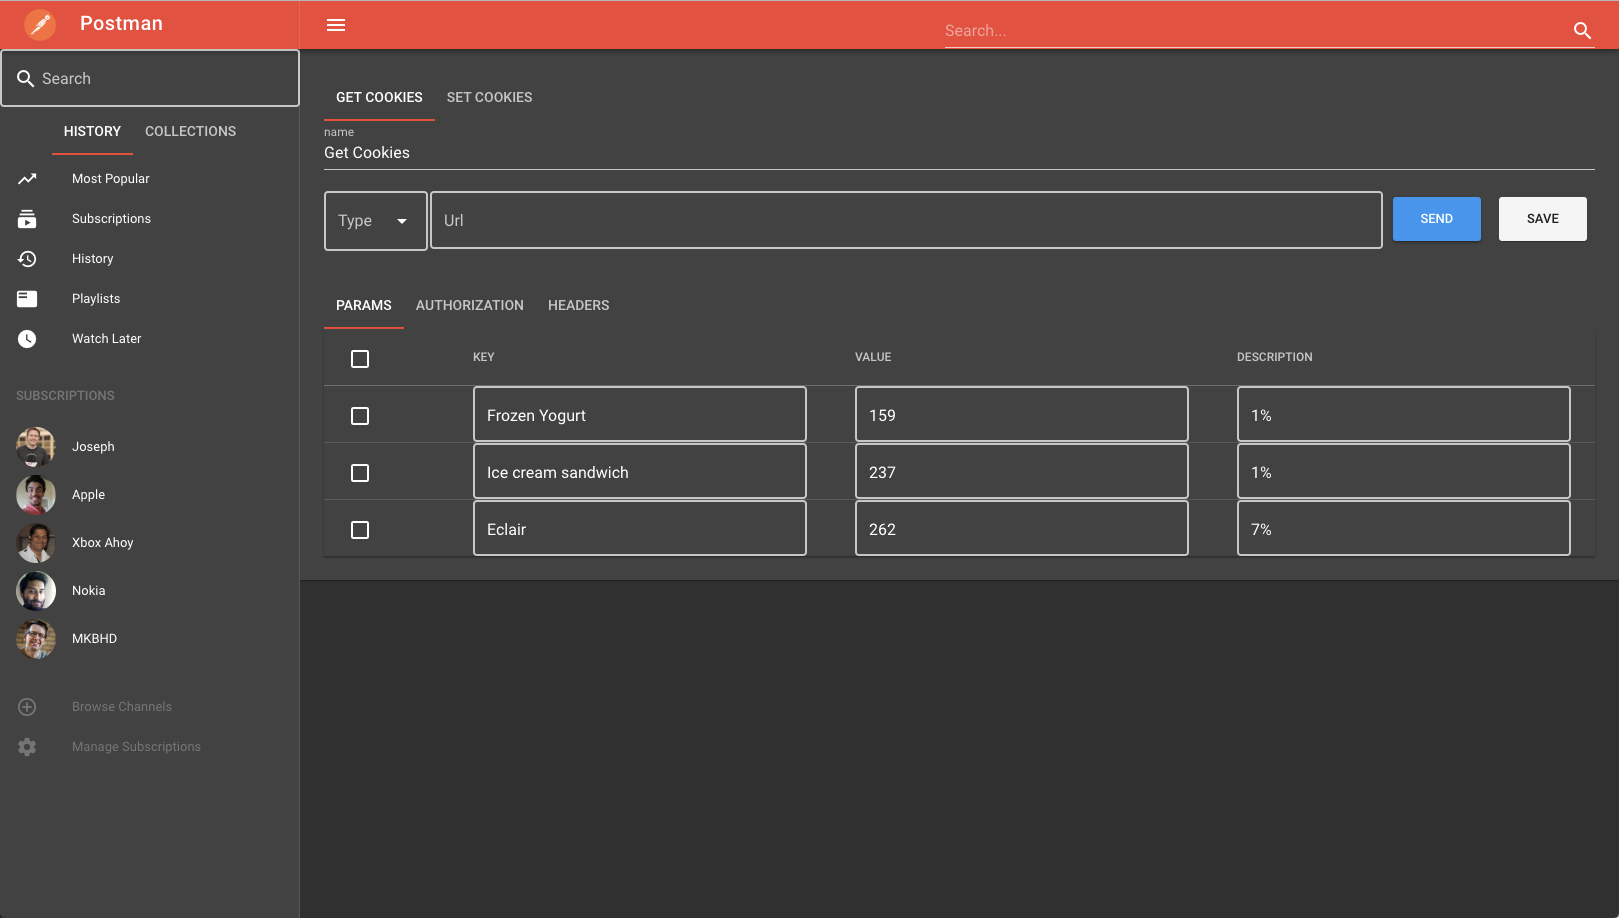 Postman
Search...
Search
HISTORY COLLECTIONS
Most Popular
Subscriptions
History
Playlists
Watch Later
SUBSCRIPTIONS
Joseph
Apple
Xbox Ahoy
Nokia
MKBHD
Browse Channels
Manage Subscriptions
GET COOKIES SET COOKIES
name
Get Cookies
Type Url SEND SAVE
PARAMS AUTHORIZATION HEADERS
KEY VALUE DESCRIPTION
Frozen Yogurt 159 1%
Ice cream sandwich 237 1%
Eclair 262 7%